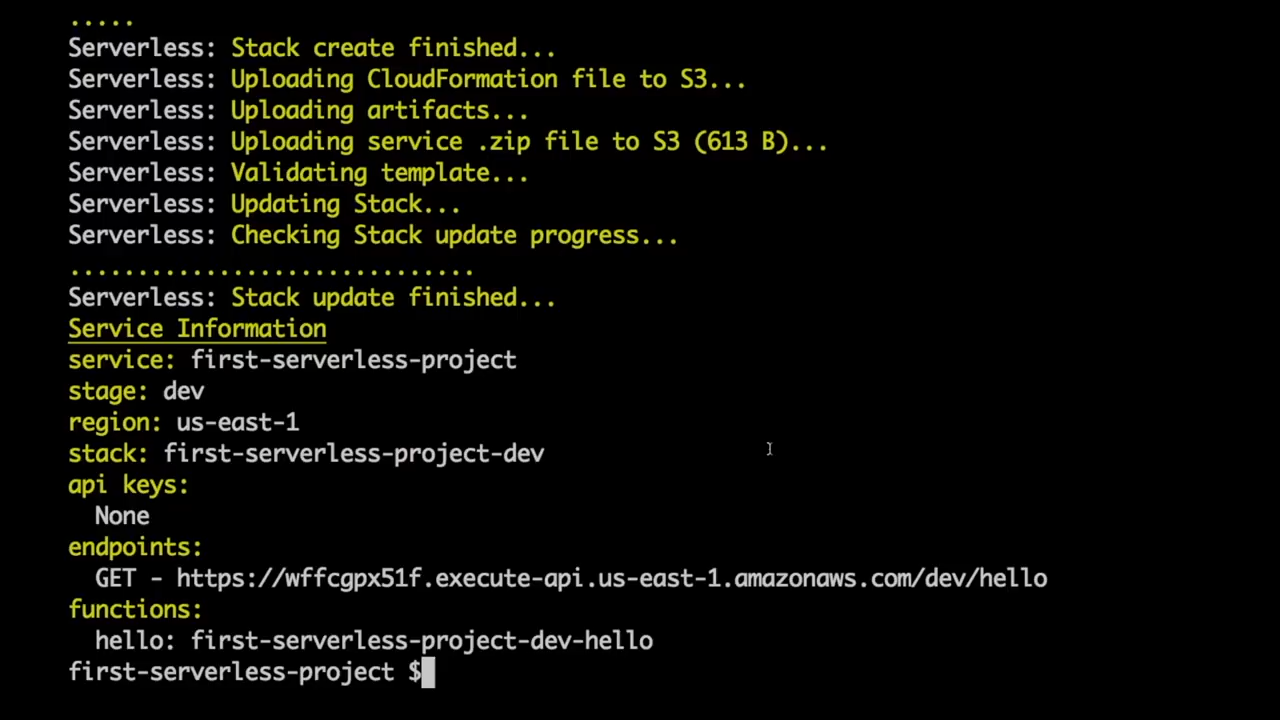 .....
Serverless: Stack create finished...
Serverless: Uploading CloudFormation file to S3...
Serverless: Uploading artifacts...
Serverless: Uploading service .zip file to S3 (613 B)...
Serverless: Validating template...
Serverless: Updating Stack...
Serverless: Checking Stack update progress...
..............................
Serverless: Stack update finished...
Service Information
service: first-serverless-project
stage: dev
region: us-east-1
stack: first-serverless-project-dev
api keys:
  None
endpoints:
  GET - https://wffcgpx51f.execute-api.us-east-1.amazonaws.com/dev/hello
functions:
  hello: first-serverless-project-dev-hello
first-serverless-project $